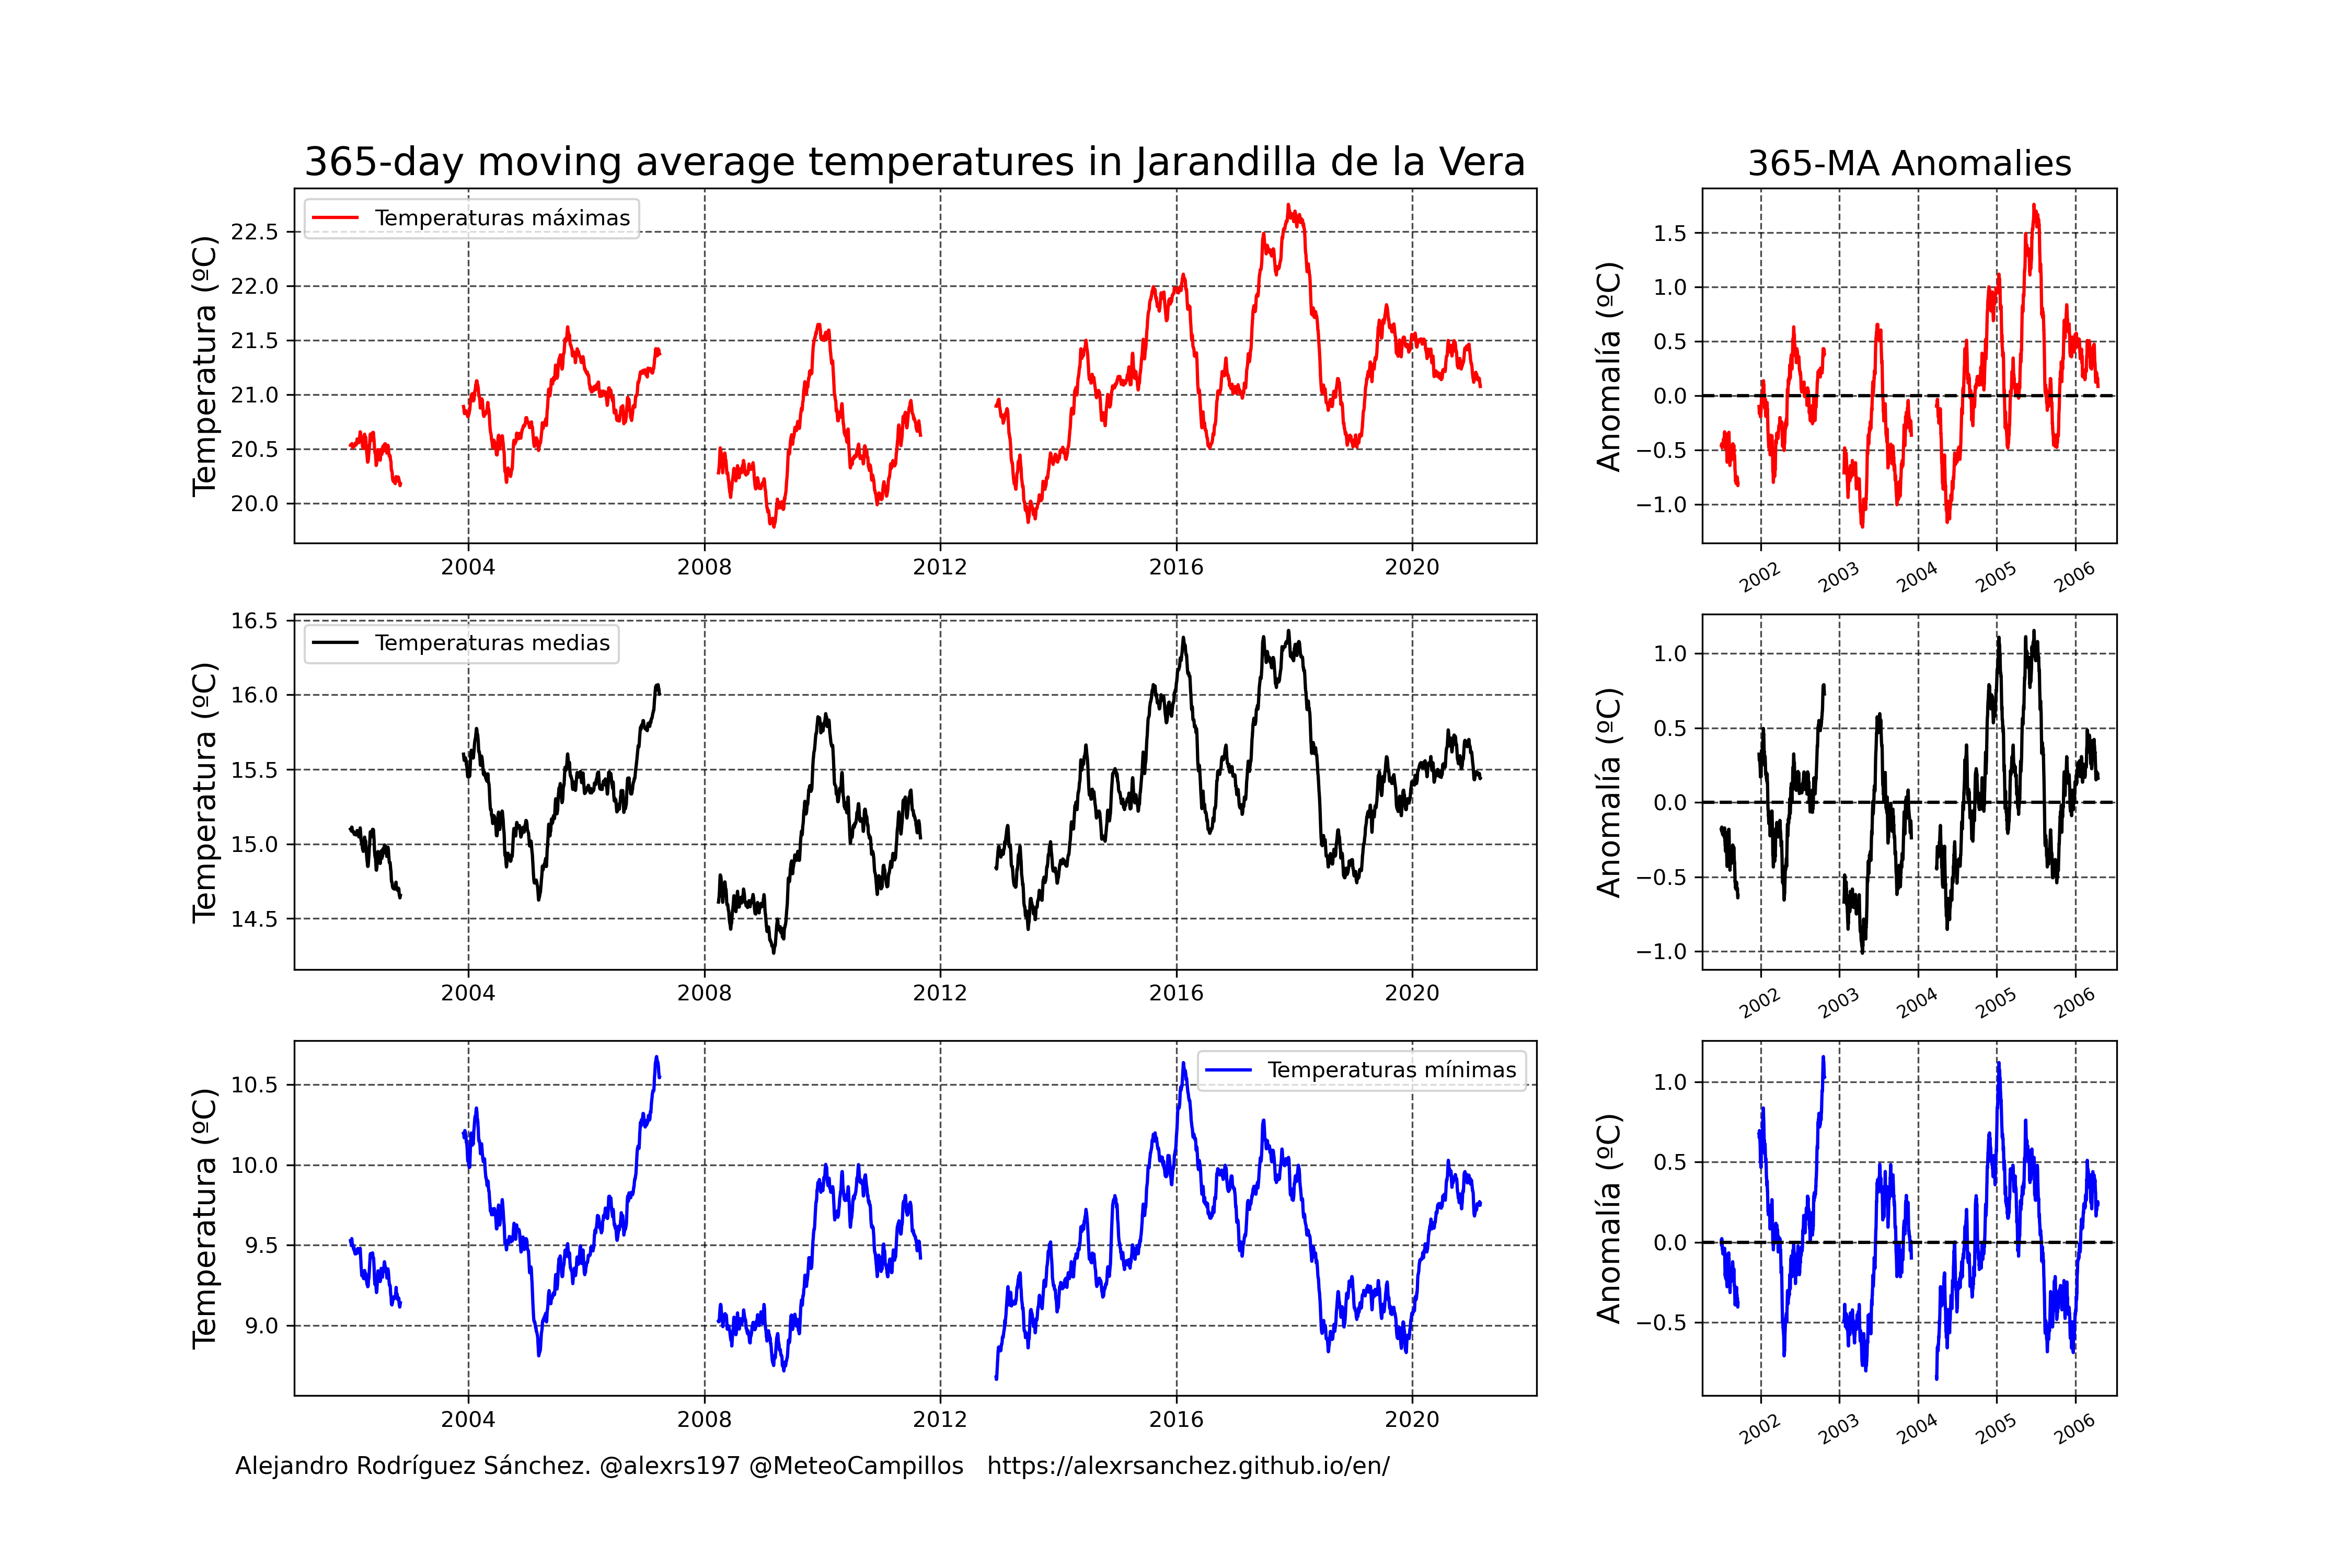 365-day moving average temperatures in Jarandilla de la Vera
365-MA Anomalies
Temperaturas máximas
Temperatura (ºC)
22.5
22.0
21.5
21.0
20.5
20.0
2004 2008 2012 2016 2020
Anomalía (ºC)
1.5
1.0
0.5
0.0
−0.5
−1.0
2002 2003 2004 2005 2006
Temperaturas medias
Temperatura (ºC)
16.5
16.0
15.5
15.0
14.5
2004 2008 2012 2016 2020
Anomalía (ºC)
1.0
0.5
0.0
−0.5
−1.0
2002 2003 2004 2005 2006
Temperaturas mínimas
Temperatura (ºC)
10.5
10.0
9.5
9.0
2004 2008 2012 2016 2020
Anomalía (ºC)
1.0
0.5
0.0
−0.5
2002 2003 2004 2005 2006
Alejandro Rodríguez Sánchez. @alexrs197 @MeteoCampillos https://alexrsanchez.github.io/en/